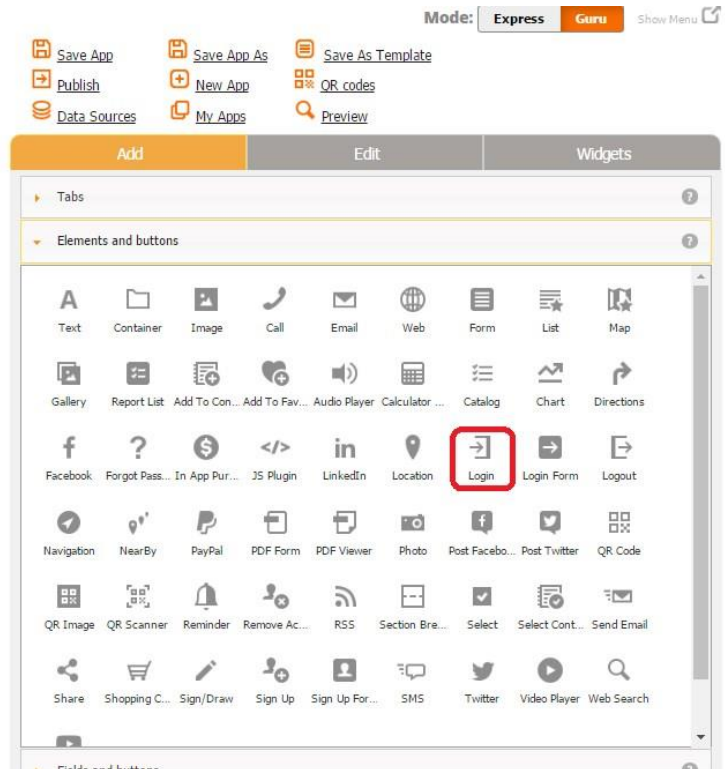 Mode: Express Guru Show Menu
Save App Save App As Save As Template
Publish New App QR codes
Data Sources My Apps Preview
Add Edit Widgets
Tabs ?
Elements and buttons ?
A
Text Container Image Call Email Web Form List Map
Gallery Report List Add To Con... Add To Fav... Audio Player Calculator ... Catalog Chart Directions
f ? $ </> in
Facebook Forgot Pass... In App Pur... JS Plugin LinkedIn Location Login Login Form Logout
Navigation NearBy PayPal PDF Form PDF Viewer Photo Post Facebo... Post Twitter QR Code
QR Image QR Scanner Reminder Remove Ac... RSS Section Bre... Select Select Cont... Send Email
Share Shopping C... Sign/Draw Sign Up Sign Up For... SMS Twitter Video Player Web Search
Fields and buttons